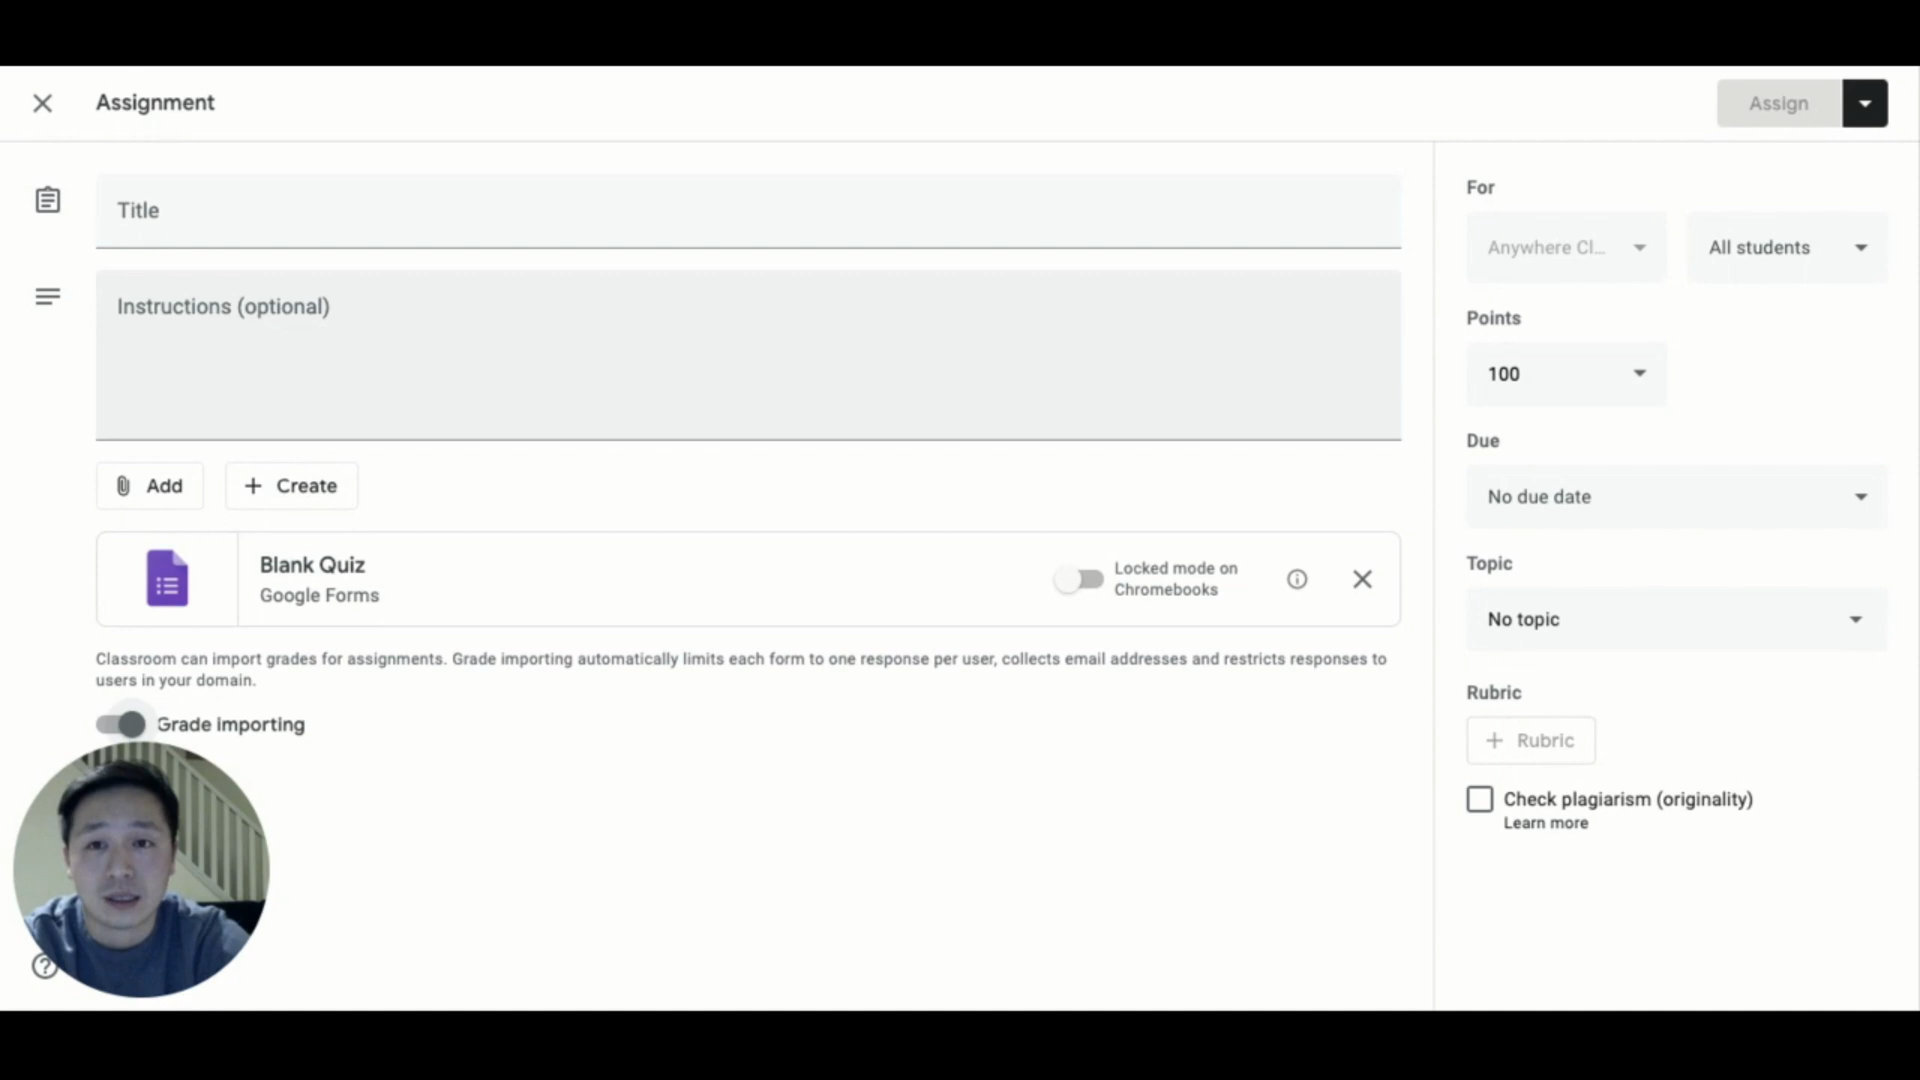 Assignment
Assign
Title
Instructions (optional)
Add
Create
Blank Quiz
Google Forms
Locked mode on
Chromebooks
Classroom can import grades for assignments. Grade importing automatically limits each form to one response per user, collects email addresses and restricts responses to
users in your domain.
Grade importing
For
Anywhere Cl...
All students
Points
100
Due
No due date
Topic
No topic
Rubric
Rubric
Check plagiarism (originality)
Learn more